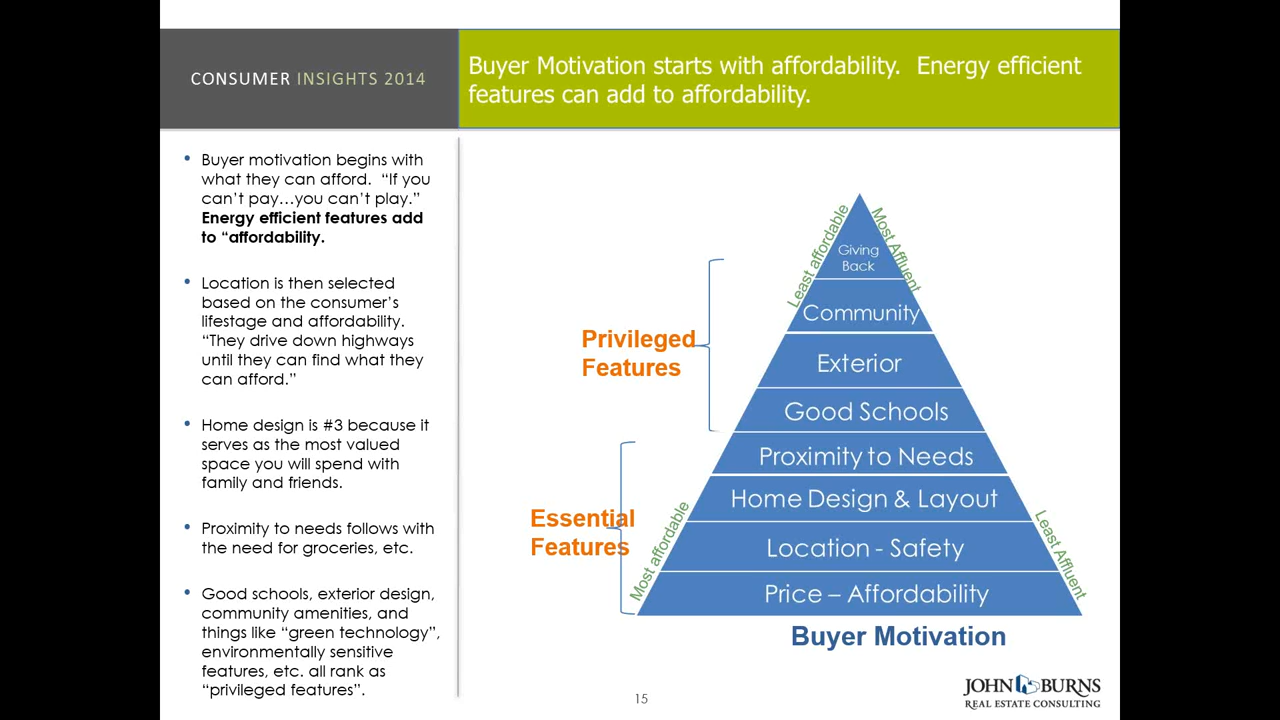 CONSUMER INSIGHTS 2014
Buyer Motivation starts with affordability.  Energy efficient
features can add to affordability.
• Buyer motivation begins with
what they can afford.  “If you
can’t pay…you can’t play.”
Energy efficient features add
to “affordability.
• Location is then selected
based on the consumer’s
lifestage and affordability.
“They drive down highways
until they can find what they
can afford.”
• Home design is #3 because it
serves as the most valued
space you will spend with
family and friends.
• Proximity to needs follows with
the need for groceries, etc.
• Good schools, exterior design,
community amenities, and
things like “green technology”,
environmentally sensitive
features, etc. all rank as
“privileged features”.
Least affordable
Most Affluent
Giving
Back
Community
Exterior
Good Schools
Proximity to Needs
Home Design & Layout
Location - Safety
Price – Affordability
Privileged
Features
Essential
Features
Most affordable
Least Affluent
Buyer Motivation
15
JOHN BURNS
REAL ESTATE CONSULTING